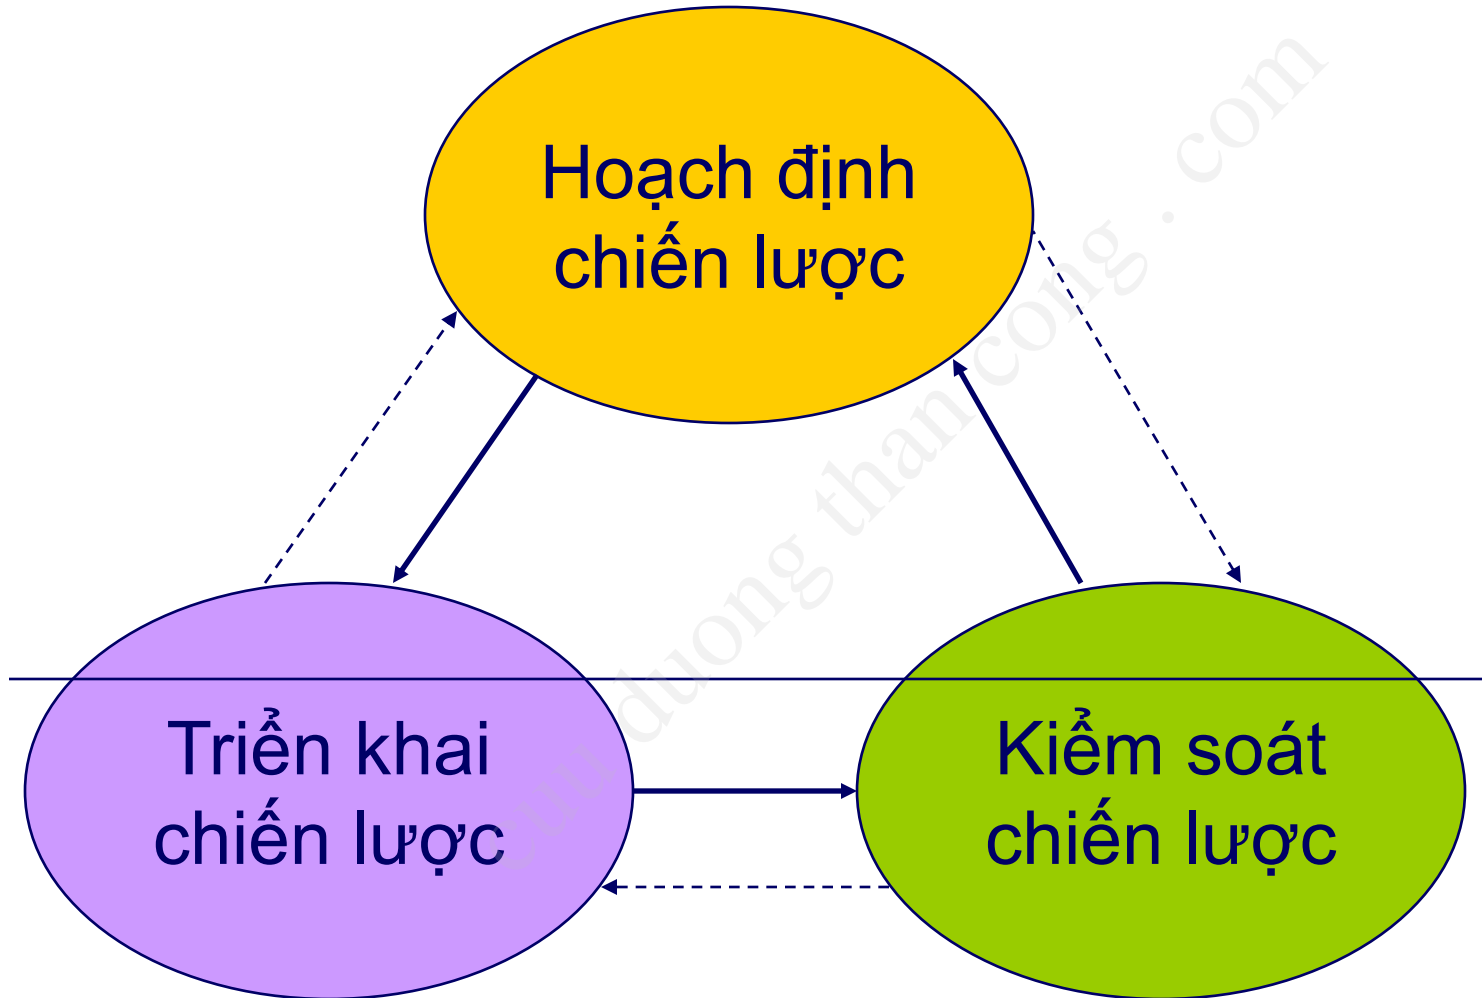 Hoạch định
chiến lược
Triển khai
chiến lược
Kiểm soát
chiến lược
cuu duong than cong . com